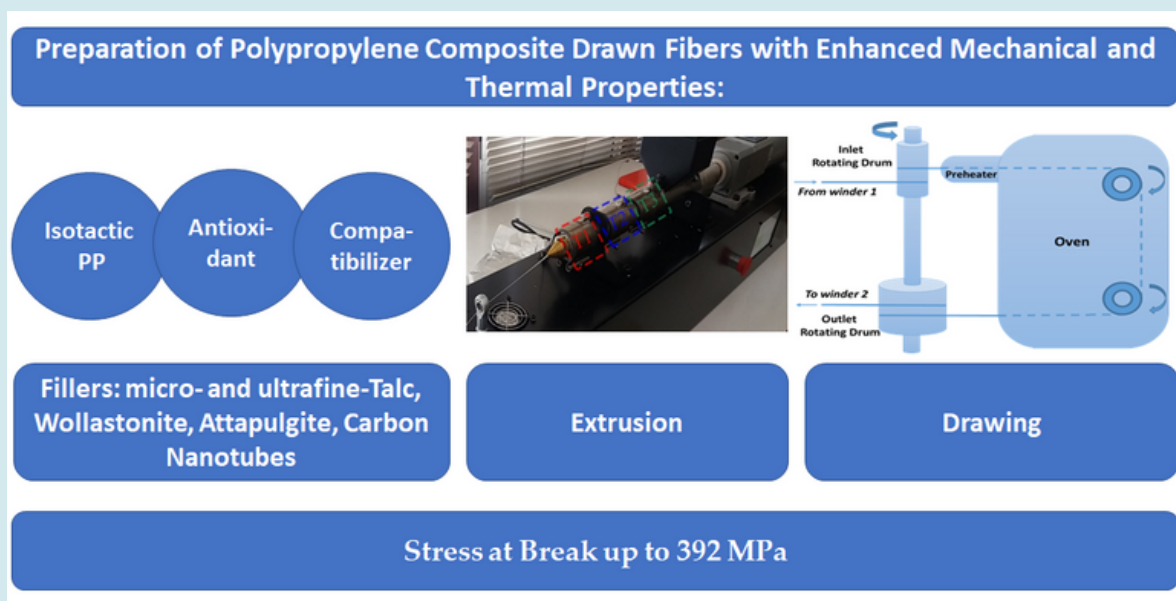 Preparation of Polypropylene Composite Drawn Fibers with Enhanced Mechanical and
Thermal Properties:
Isotactic
PP
Antioxi-
dant
Compa-
tibilizer
Inlet
Rotating Drum
Preheater
From winder 1
Oven
To winder 2
Outlet
Rotating Drum
Fillers: micro- and ultrafine-Talc,
Wollastonite, Attapulgite, Carbon
Nanotubes
Extrusion
Drawing
Stress at Break up to 392 MPa